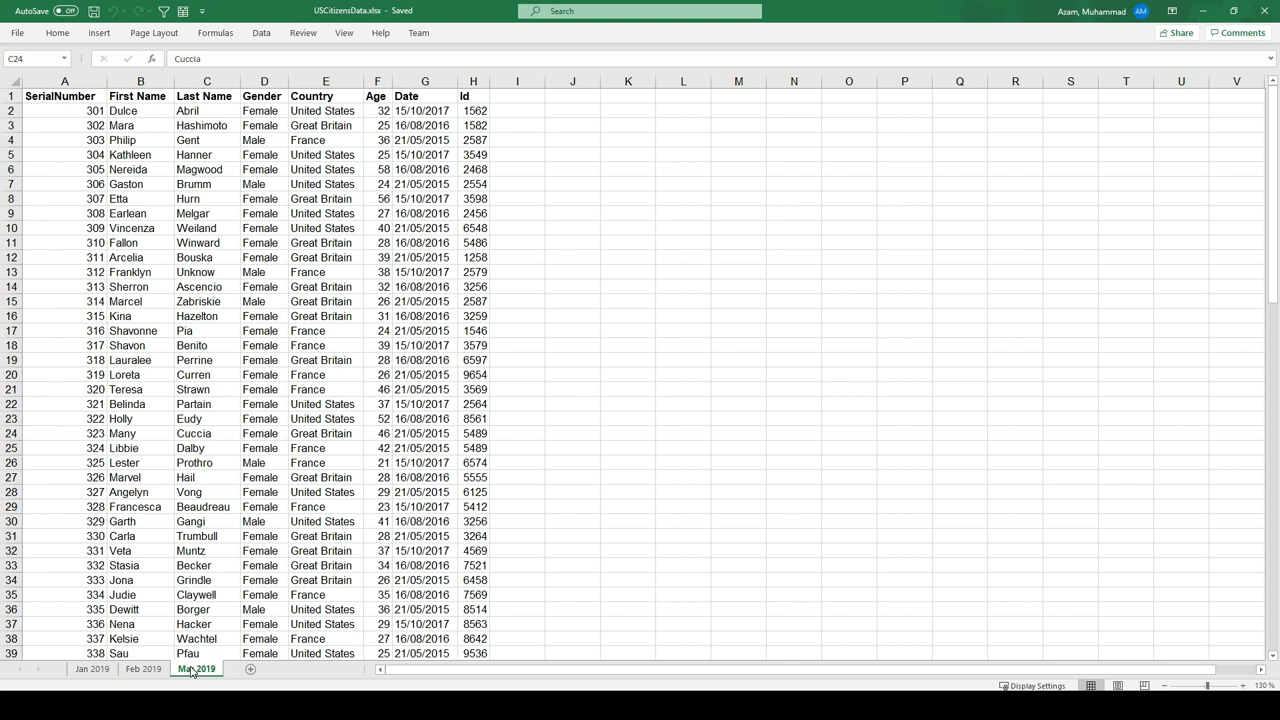 AutoSave Off USCitizensData.xlsx - Saved Search Azam, Muhammad AM
File Home Insert Page Layout Formulas Data Review View Help Team Share Comments
C24 fx Cuccia
A B C D E F G H I J K L M N O P Q R S T U V
1 SerialNumber First Name Last Name Gender Country Age Date Id
2 301 Dulce Abril Female United States 32 15/10/2017 1562
3 302 Mara Hashimoto Female Great Britain 25 16/08/2016 1582
4 303 Philip Gent Male France 36 21/05/2015 2587
5 304 Kathleen Hanner Female United States 25 15/10/2017 3549
6 305 Nereida Magwood Female United States 58 16/08/2016 2468
7 306 Gaston Brumm Male United States 24 21/05/2015 2554
8 307 Etta Hurn Female Great Britain 56 15/10/2017 3598
9 308 Earlean Melgar Female United States 27 16/08/2016 2456
10 309 Vincenza Weiland Female United States 40 21/05/2015 6548
11 310 Fallon Winward Female Great Britain 28 16/08/2016 5486
12 311 Arcelia Bouska Female Great Britain 39 21/05/2015 1258
13 312 Franklyn Unknow Male France 38 15/10/2017 2579
14 313 Sherron Ascencio Female Great Britain 32 16/08/2016 3256
15 314 Marcel Zabriskie Male Great Britain 26 21/05/2015 2587
16 315 Kina Hazelton Female Great Britain 31 16/08/2016 3259
17 316 Shavonne Pia Female France 24 21/05/2015 1546
18 317 Shavon Benito Female France 39 15/10/2017 3579
19 318 Lauralee Perrine Female Great Britain 28 16/08/2016 6597
20 319 Loreta Curren Female France 26 21/05/2015 9654
21 320 Teresa Strawn Female France 46 21/05/2015 3569
22 321 Belinda Partain Female United States 37 15/10/2017 2564
23 322 Holly Eudy Female United States 52 16/08/2016 8561
24 323 Many Cuccia Female Great Britain 46 21/05/2015 5489
25 324 Libbie Dalby Female France 42 21/05/2015 5489
26 325 Lester Prothro Male France 21 15/10/2017 6574
27 326 Marvel Hail Female Great Britain 28 16/08/2016 5555
28 327 Angelyn Vong Female United States 29 21/05/2015 6125
29 328 Francesca Beaudreau Female France 23 15/10/2017 5412
30 329 Garth Gangi Male United States 41 16/08/2016 3256
31 330 Carla Trumbull Female Great Britain 28 21/05/2015 3264
32 331 Veta Muntz Female Great Britain 37 15/10/2017 4569
33 332 Stasia Becker Female Great Britain 34 16/08/2016 7521
34 333 Jona Grindle Female Great Britain 26 21/05/2015 6458
35 334 Judie Claywell Female France 35 16/08/2016 7569
36 335 Dewitt Borger Male United States 36 21/05/2015 8514
37 336 Nena Hacker Female United States 29 15/10/2017 8563
38 337 Kelsie Wachtel Female France 27 16/08/2016 8642
39 338 Sau Pfau Female United States 25 21/05/2015 9536
Jan 2019 Feb 2019 2019
Display Settings 130 %